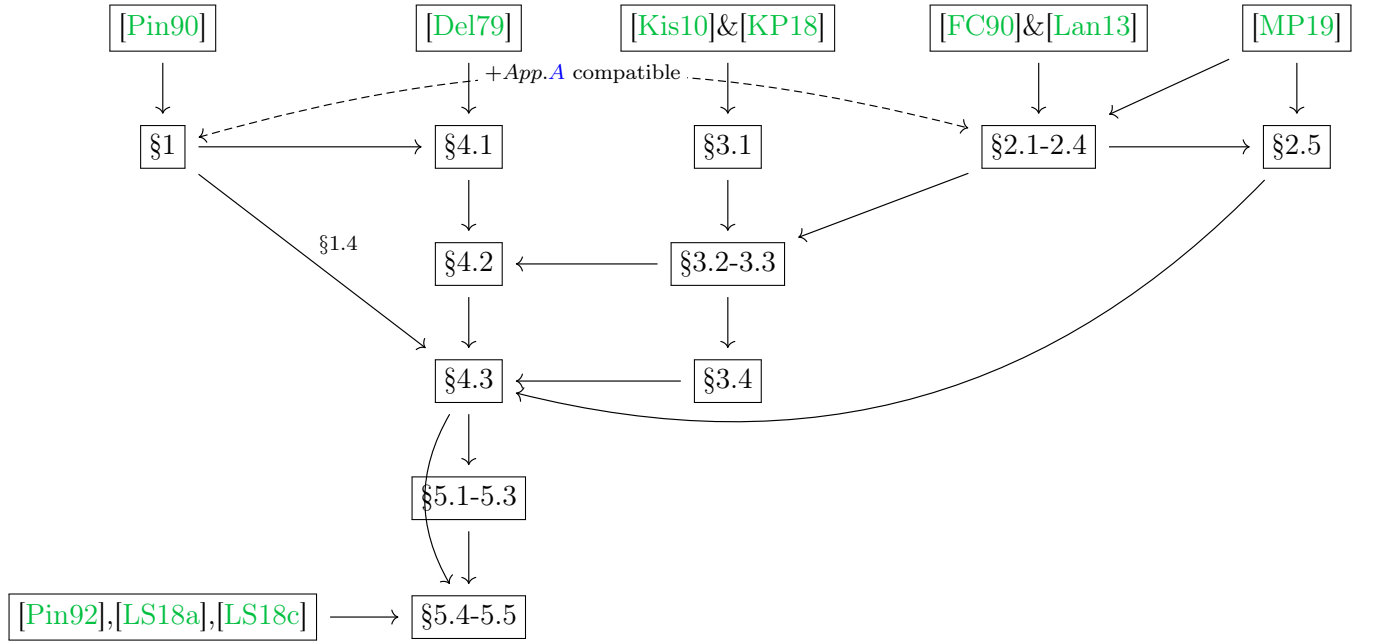 [Pin90] [Del79] [Kis10]&[KP18] [FC90]&[Lan13] [MP19]
+App.A compatible
§1 §4.1 §3.1 §2.1-2.4 §2.5
§1.4
§4.2 §3.2-3.3
§4.3 §3.4
§5.1-5.3
[Pin92],[LS18a],[LS18c] §5.4-5.5